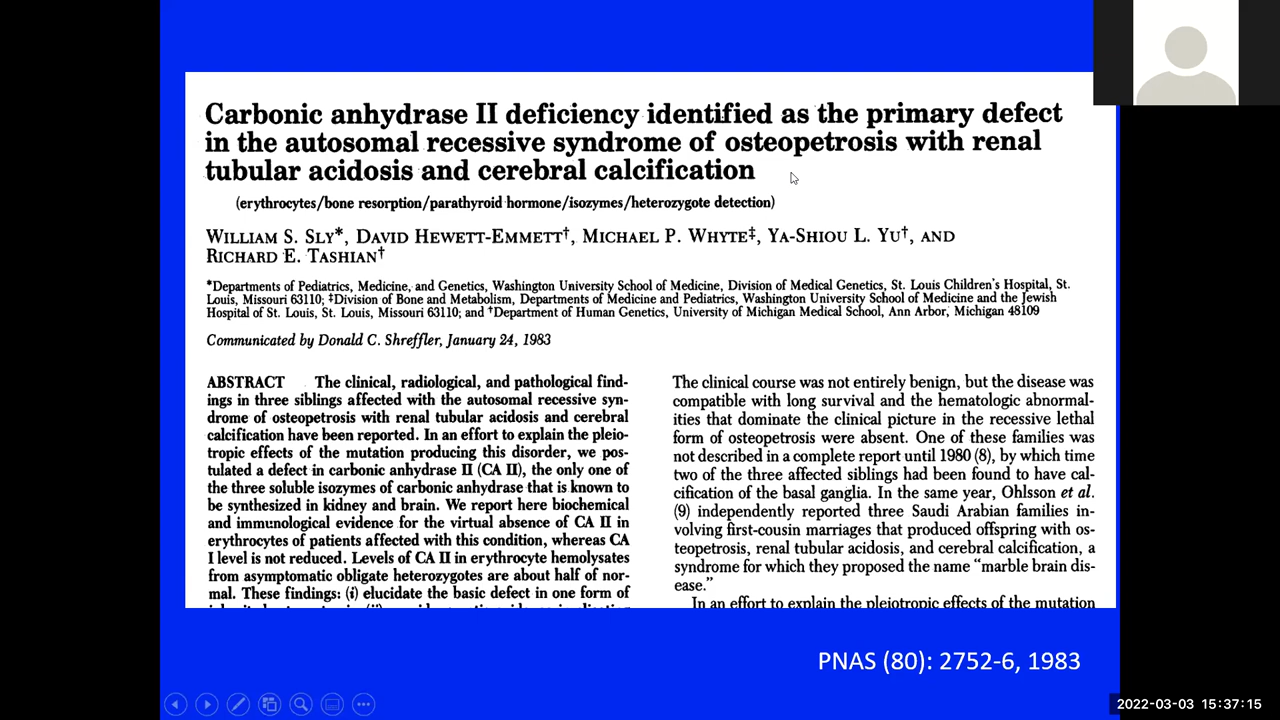 Carbonic anhydrase II deficiency identified as the primary defect
in the autosomal recessive syndrome of osteopetrosis with renal
tubular acidosis and cerebral calcification
(erythrocytes/bone resorption/parathyroid hormone/isozymes/heterozygote detection)
WILLIAM S. SLY*, DAVID HEWETT-EMMETT†, MICHAEL P. WHYTE‡, YA-SHIOU L. YU†, AND
RICHARD E. TASHIAN†
*Departments of Pediatrics, Medicine, and Genetics, Washington University School of Medicine, Division of Medical Genetics, St. Louis Children's Hospital, St.
Louis, Missouri 63110; ‡Division of Bone and Metabolism, Departments of Medicine and Pediatrics, Washington University School of Medicine and the Jewish
Hospital of St. Louis, St. Louis, Missouri 63110; and †Department of Human Genetics, University of Michigan Medical School, Ann Arbor, Michigan 48109
Communicated by Donald C. Shreffler, January 24, 1983
ABSTRACT The clinical, radiological, and pathological find-
ings in three siblings affected with the autosomal recessive syn-
drome of osteopetrosis with renal tubular acidosis and cerebral
calcification have been reported. In an effort to explain the pleio-
tropic effects of the mutation producing this disorder, we pos-
tulated a defect in carbonic anhydrase II (CA II), the only one of
the three soluble isozymes of carbonic anhydrase that is known to
be synthesized in kidney and brain. We report here biochemical
and immunological evidence for the virtual absence of CA II in
erythrocytes of patients affected with this condition, whereas CA
I level is not reduced. Levels of CA II in erythrocyte hemolysates
from asymptomatic obligate heterozygotes are about half of nor-
mal. These findings: (i) elucidate the basic defect in one form of
The clinical course was not entirely benign, but the disease was
compatible with long survival and the hematologic abnormal-
ities that dominate the clinical picture in the recessive lethal
form of osteopetrosis were absent. One of these families was
not described in a complete report until 1980 (8), by which time
two of the three affected siblings had been found to have cal-
cification of the basal ganglia. In the same year, Ohlsson et al.
(9) independently reported three Saudi Arabian families in-
volving first-cousin marriages that produced offspring with os-
teopetrosis, renal tubular acidosis, and cerebral calcification, a
syndrome for which they proposed the name "marble brain dis-
ease."
In an effort to explain the pleiotropic effects of the mutation
PNAS (80): 2752-6, 1983
2022-03-03 15:37:15